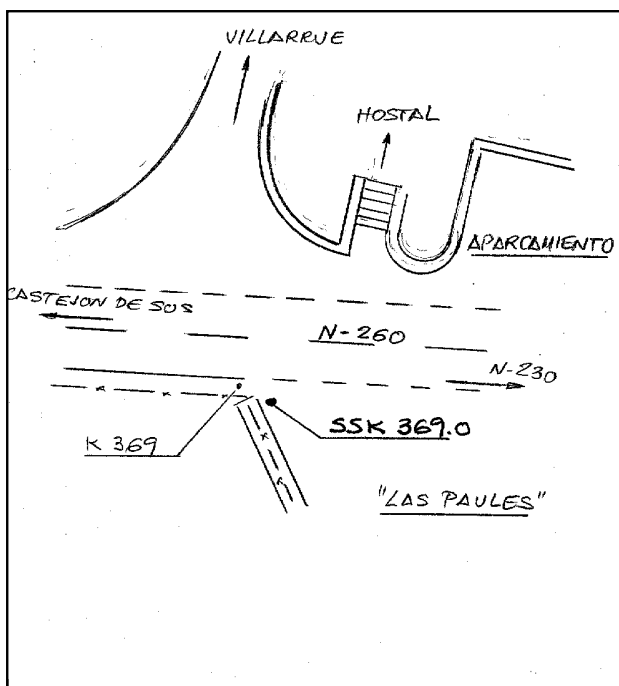 VILLARRUE
HOSTAL
APARCAMIENTO
CASTEJON DE SOS
N-260
N-230
K 369
SSK 369.0
"LAS PAULES"